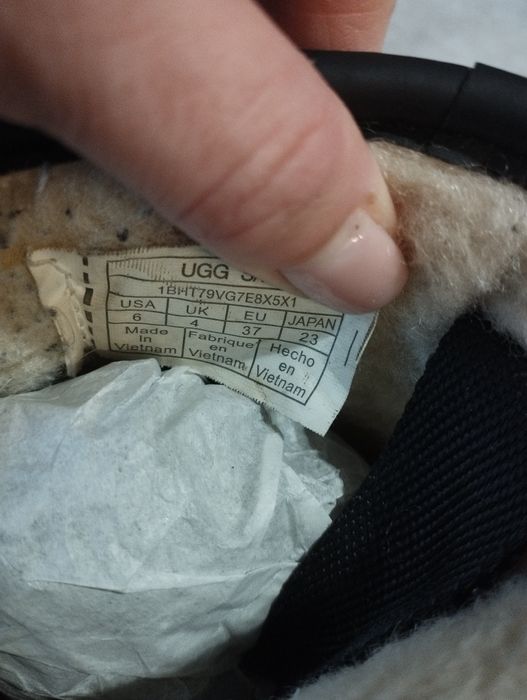 UGG
1BHT79VG7E8X5X1
USA UK EU JAPAN
6 4 37 23
Made in Vietnam
Fabriqué en Vietnam
Hecho en Vietnam